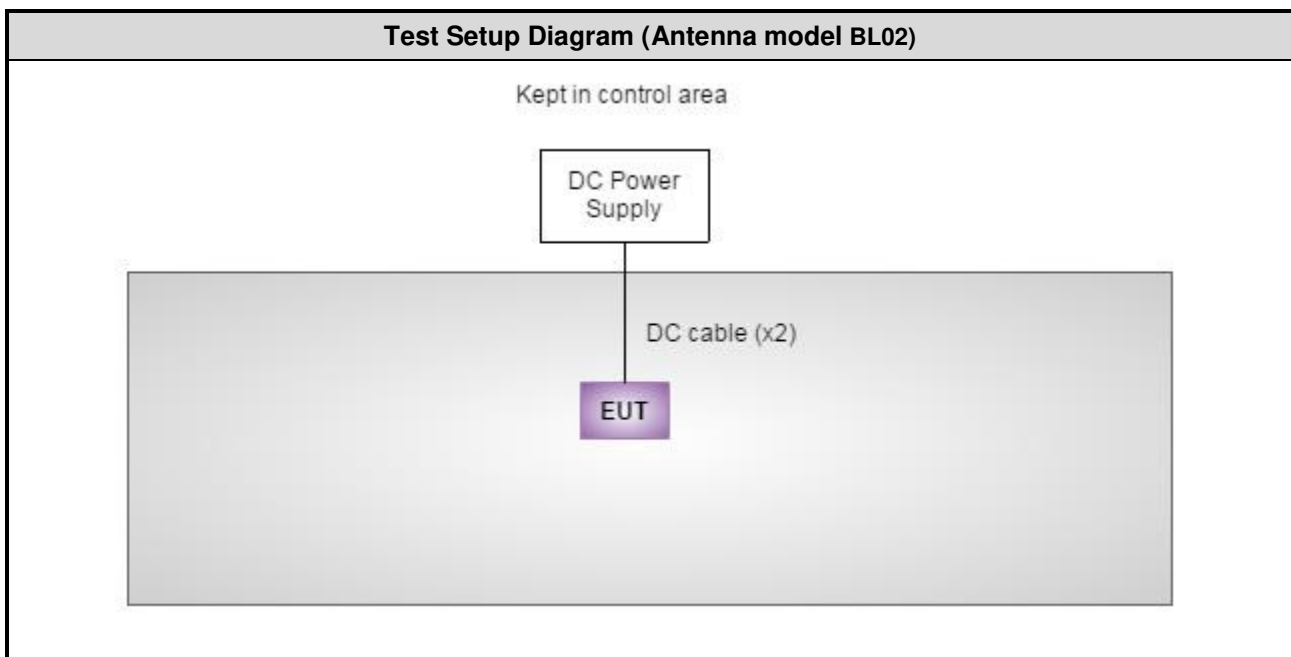 Test Setup Diagram (Antenna model BL02)
Kept in control area
DC Power
Supply
DC cable (x2)
EUT